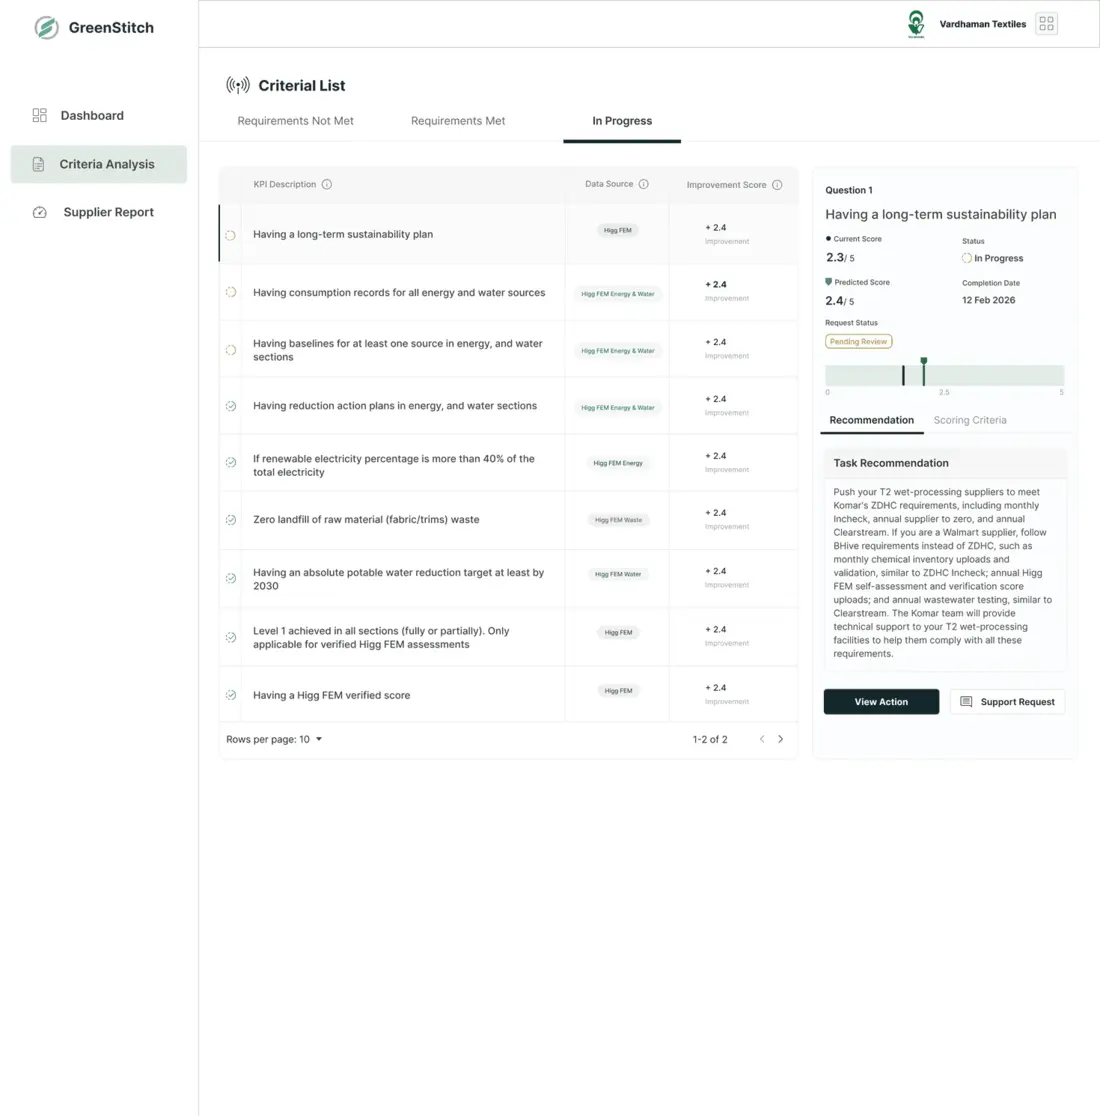 GreenStitch
Vardhaman Textiles
Dashboard
Criteria Analysis
Supplier Report
Criterial List
Requirements Not Met
Requirements Met
In Progress
KPI Description
Data Source
Improvement Score
Having a long-term sustainability plan
Higg FEM
+ 2.4
Improvement
Having consumption records for all energy and water sources
Higg FEM Energy & Water
+ 2.4
Improvement
Having baselines for at least one source in energy, and water
sections
Higg FEM Energy & Water
+ 2.4
Improvement
Having reduction action plans in energy, and water sections
Higg FEM Energy & Water
+ 2.4
Improvement
If renewable electricity percentage is more than 40% of the
total electricity
Higg FEM Energy
+ 2.4
Improvement
Zero landfill of raw material (fabric/trims) waste
Higg FEM Waste
+ 2.4
Improvement
Having an absolute potable water reduction target at least by
2030
Higg FEM Water
+ 2.4
Improvement
Level 1 achieved in all sections (fully or partially). Only
applicable for verified Higg FEM assessments
Higg FEM
+ 2.4
Improvement
Having a Higg FEM verified score
Higg FEM
+ 2.4
Improvement
Rows per page: 10
1-2 of 2
Question 1
Having a long-term sustainability plan
Current Score
Status
2.3/ 5
In Progress
Predicted Score
Completion Date
2.4/ 5
12 Feb 2026
Request Status
Pending Review
0
2.5
5
Recommendation
Scoring Criteria
Task Recommendation
Push your T2 wet-processing suppliers to meet
Komar's ZDHC requirements, including monthly
Incheck, annual supplier to zero, and annual
Clearstream. If you are a Walmart supplier, follow
BHive requirements instead of ZDHC, such as
monthly chemical inventory uploads and
validation, similar to ZDHC Incheck; annual Higg
FEM self-assessment and verification score
uploads; and annual wastewater testing, similar to
Clearstream. The Komar team will provide
technical support to your T2 wet-processing
facilities to help them comply with all these
requirements.
View Action
Support Request